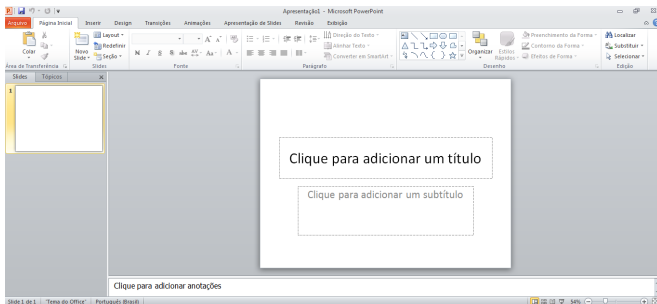 Apresentação1 - Microsoft PowerPoint
Arquivo Página Inicial Inserir Design Transições Animações Apresentação de Slides Revisão Exibição
Colar
Novo Slide
Layout
Redefinir
Seção
N I S S abc AV Aa A
Direção do Texto
Alinhar Texto
Converter em SmartArt
Organizar
Estilos Rápidos
Preenchimento da Forma
Contorno da Forma
Efeitos de Forma
Localizar
Substituir
Selecionar
Área de Transferência Slides Fonte Parágrafo Desenho Edição
Slides Tópicos x
1
Clique para adicionar um título
Clique para adicionar um subtítulo
Clique para adicionar anotações
Slide 1 de 1 "Tema do Office" Português (Brasil) 54%